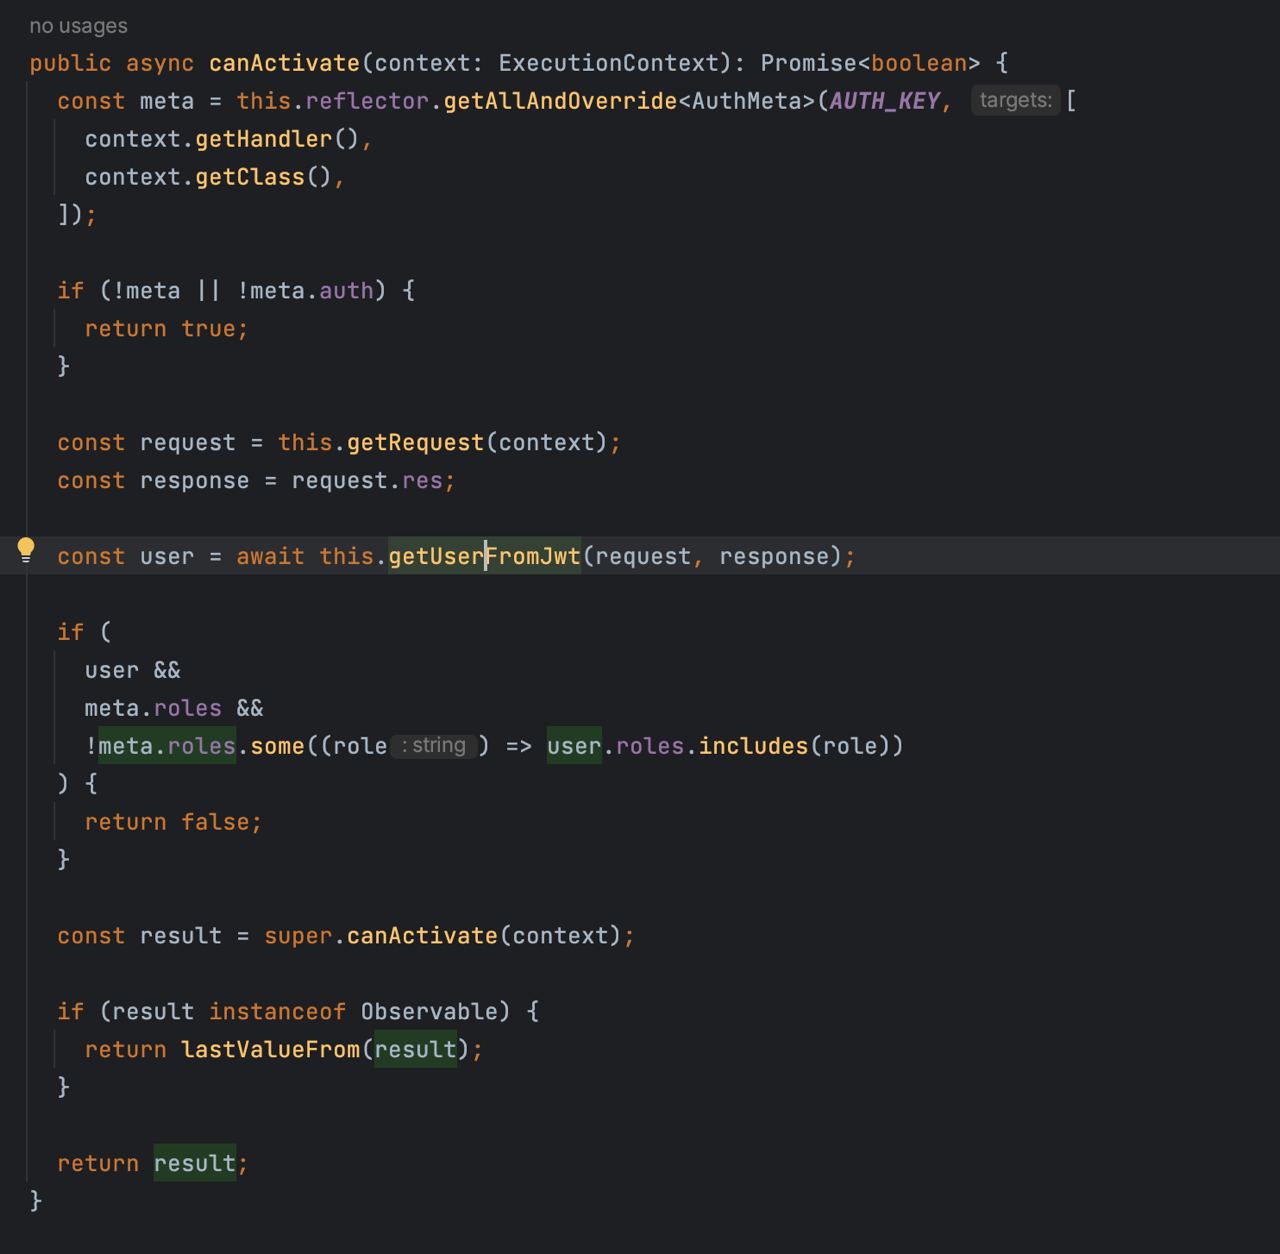 no usages
public async canActivate(context: ExecutionContext): Promise<boolean> {
  const meta = this.reflector.getAllAndOverride<AuthMeta>(AUTH_KEY, targets: [
    context.getHandler(),
    context.getClass(),
  ]);

  if (!meta || !meta.auth) {
    return true;
  }

  const request = this.getRequest(context);
  const response = request.res;

  const user = await this.getUserFromJwt(request, response);

  if (
    user &&
    meta.roles &&
    !meta.roles.some((role : string ) => user.roles.includes(role))
  ) {
    return false;
  }

  const result = super.canActivate(context);

  if (result instanceof Observable) {
    return lastValueFrom(result);
  }

  return result;
}